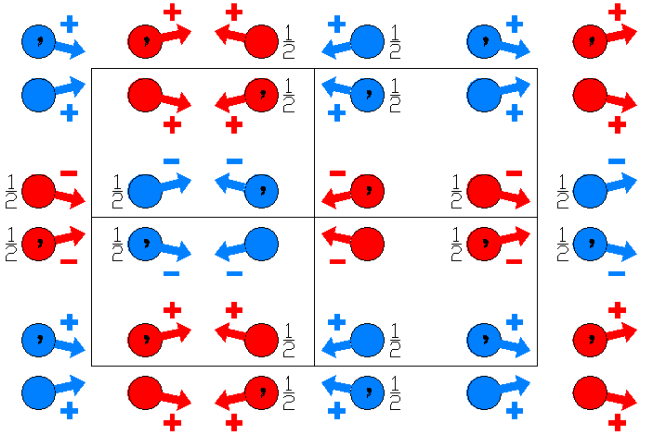 + + + + + +
, , 1/2 1/2 , ,
, 1/2 , 1/2
+ + + + + +
− − − − − −
1/2 1/2 , , 1/2 1/2
1/2 , 1/2 , 1/2 , 1/2 ,
− − − − − −
+ + + + + +
, , 1/2 1/2 , ,
, 1/2 , 1/2
+ + + + + +